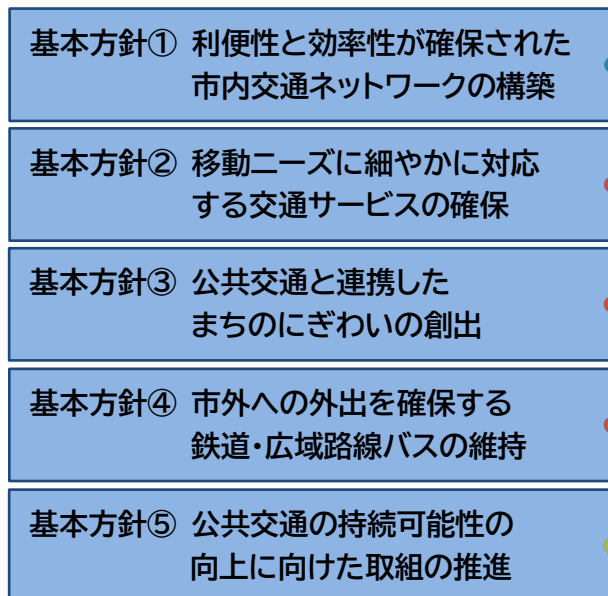 基本方針① 利便性と効率性が確保された
市内交通ネットワークの構築
基本方針② 移動ニーズに細やかに対応
する交通サービスの確保
基本方針③ 公共交通と連携した
まちのにぎわいの創出
基本方針④ 市外への外出を確保する
鉄道・広域路線バスの維持
基本方針⑤ 公共交通の持続可能性の
向上に向けた取組の推進